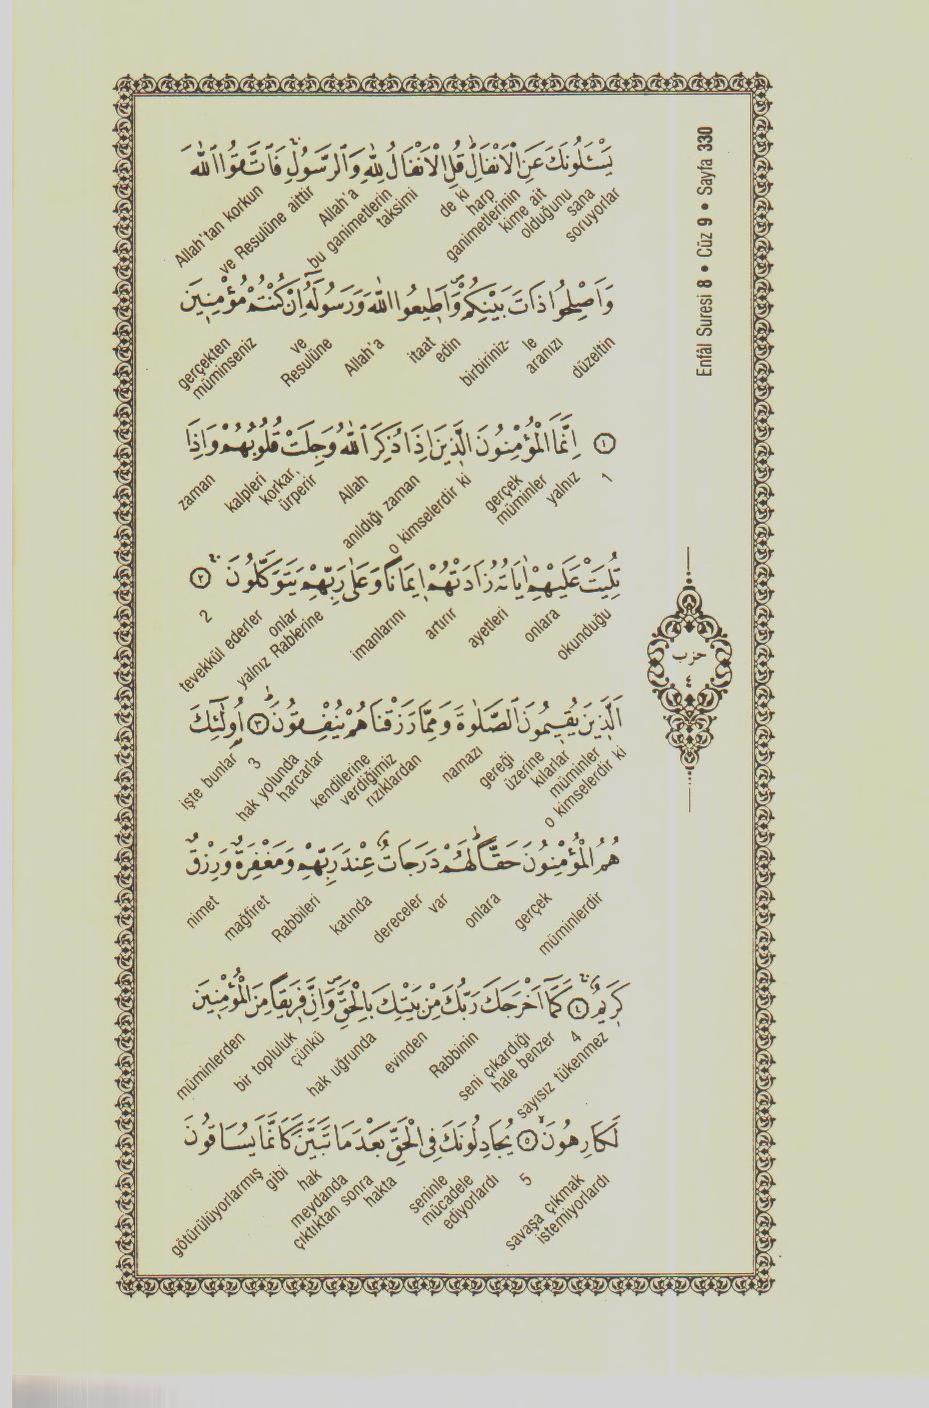 Enfâl Suresi 8 • Cüz 9 • Sayfa 330
يَسْـَٔلُونَكَ عَنِ الْاَنْفَالِۜ قُلِ الْاَنْفَالُ لِلّٰهِ وَالرَّسُولِۚ فَاتَّقُوا اللّٰهَ
soruyorlar sana kime ait olduğunu harp ganimetlerinin de ki bu ganimetlerin taksimi Allah'a ve Resulüne aittir Allah'tan korkun
وَاَصْلِحُوا ذَاتَ بَيْنِكُمْۖ وَاَط۪يعُوا اللّٰهَ وَرَسُولَهُٓ اِنْ كُنْتُمْ مُؤْمِن۪ينَ
düzeltin aranızı birbiriniz- le itaat edin Allah'a ve Resulüne gerçekten müminseniz
﴿١﴾ اِنَّمَا الْمُؤْمِنُونَ الَّذ۪ينَ اِذَا ذُكِرَ اللّٰهُ وَجِلَتْ قُلُوبُهُمْ وَاِذَا
1 yalnız gerçek müminler o kimselerdir ki anıldığı zaman Allah korkar, ürperir kalpleri zaman
تُلِيَتْ عَلَيْهِمْ اٰيَاتُهُ زَادَتْهُمْ ا۪يمَانًا وَعَلٰى رَبِّهِمْ يَتَوَكَّلُونَۚ ﴿٢﴾
okunduğu onlara ayetleri artırır imanlarını yalnız Rablerine onlar tevekkül ederler 2
حزب
٤
اَلَّذ۪ينَ يُق۪يمُونَ الصَّلٰوةَ وَمِمَّا رَزَقْنَاهُمْ يُنْفِقُونَۜ ﴿٣﴾ اُو۬لٰٓئِكَ
o kimselerdir ki müminler kılarlar gereği üzerine namazı kendilerine verdiğimiz rızıklardan hak yolunda harcarlar 3 işte bunlar
هُمُ الْمُؤْمِنُونَ حَقًّاۜ لَهُمْ دَرَجَاتٌ عِنْدَ رَبِّهِمْ وَمَغْفِرَةٌ وَرِزْقٌ
müminlerdir gerçek onlara var dereceler katında Rabbileri mağfiret nimet
كَر۪يمٌۚ ﴿٤﴾ كَمَٓا اَخْرَجَكَ رَبُّكَ مِنْ بَيْتِكَ بِالْحَقِّۖ وَاِنَّ فَر۪يقًا مِنَ الْمُؤْمِن۪ينَ
sayısız tükenmez 4 hale benzer seni çıkardığı Rabbinin evinden hak uğrunda çünkü bir topluluk müminlerden
لَكَارِهُونَۙ ﴿٥﴾ يُجَادِلُونَكَ فِي الْحَقِّ بَعْدَ مَا تَبَيَّنَ كَاَنَّمَا يُسَاقُونَ
savaşa çıkmak istemiyorlardı 5 seninle mücadele ediyorlardı hakta meydanda çıktıktan sonra hak gibi götürülüyorlarmış